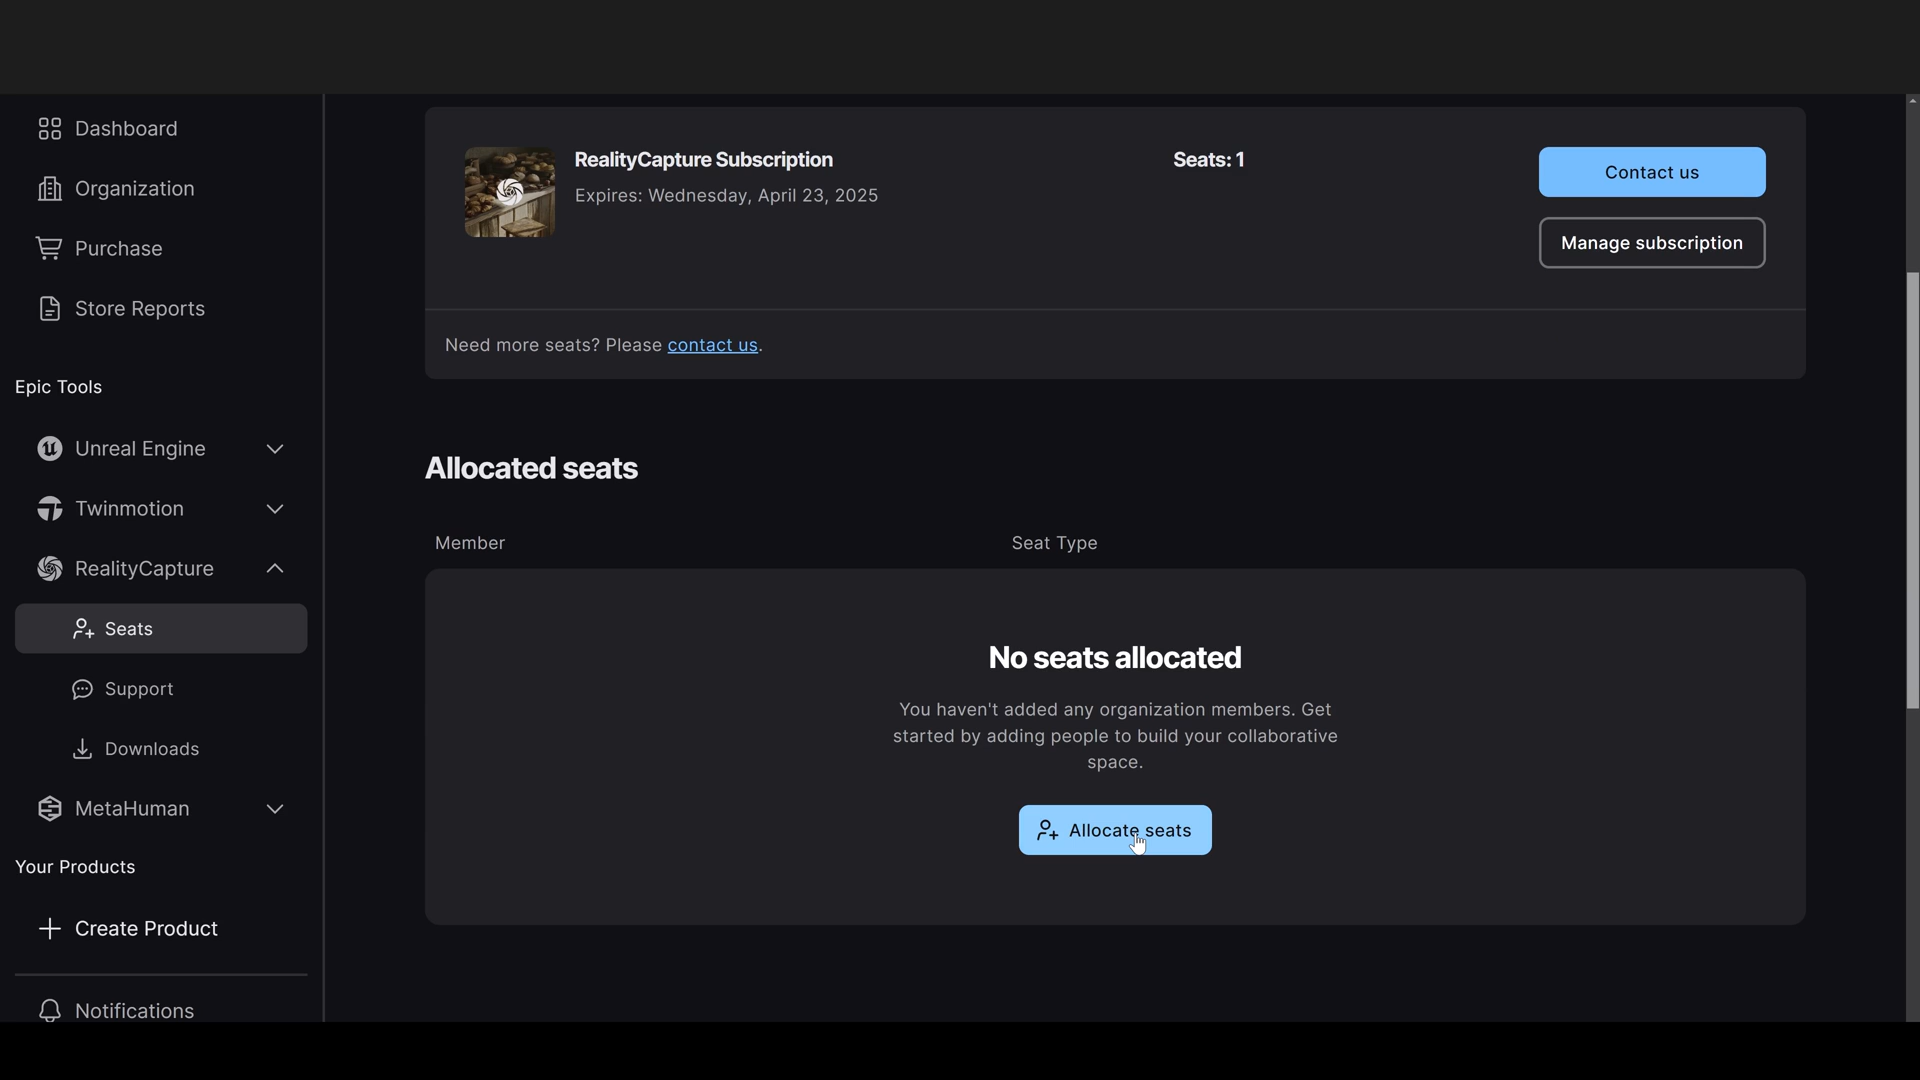 Dashboard
Organization
Purchase
Store Reports
Epic Tools
Unreal Engine
Twinmotion
RealityCapture
Seats
Support
Downloads
MetaHuman
Your Products
Create Product
Notifications
RealityCapture Subscription
Expires: Wednesday, April 23, 2025
Seats: 1
Contact us
Manage subscription
Need more seats? Please contact us.
Allocated seats
Member
Seat Type
No seats allocated
You haven't added any organization members. Get
started by adding people to build your collaborative
space.
Allocate seats